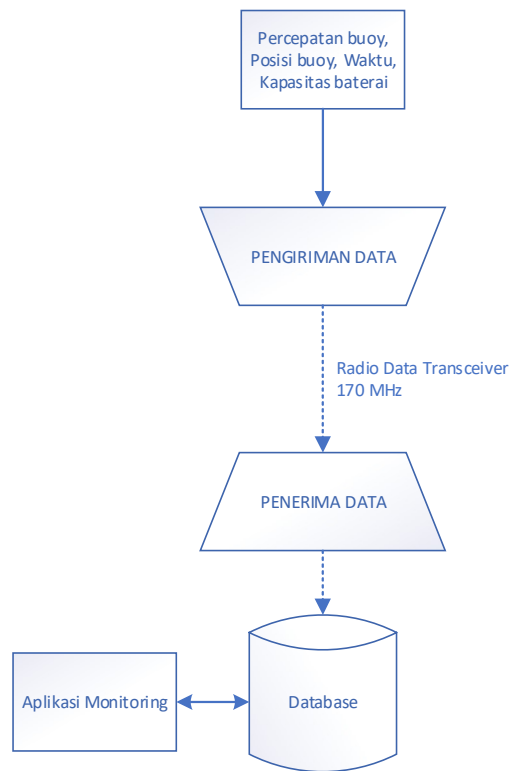 Percepatan buoy,
Posisi buoy, Waktu,
Kapasitas baterai
PENGIRIMAN DATA
Radio Data Transceiver
170 MHz
PENERIMA DATA
Aplikasi Monitoring
Database